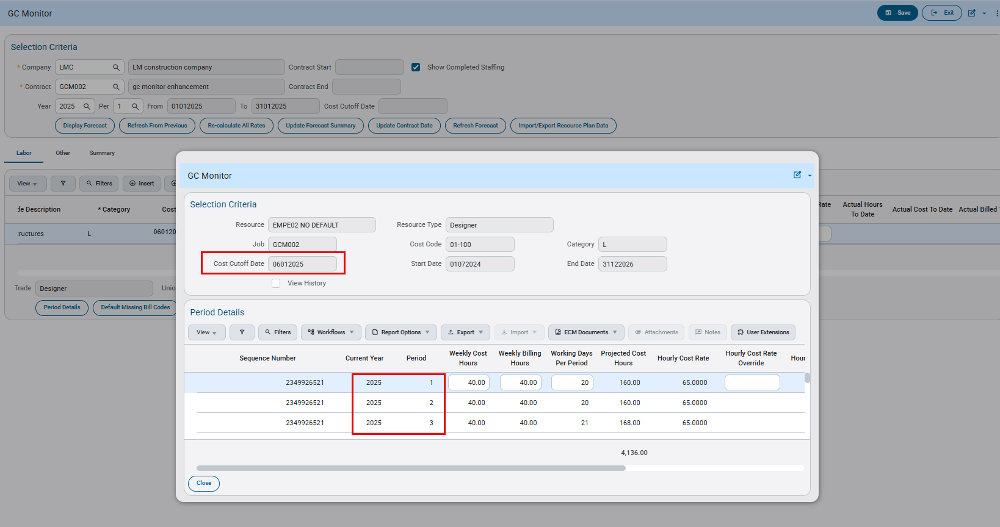 GC Monitor
Save
Exit
Selection Criteria
* Company LMC LM construction company Contract Start Show Completed Staffing
* Contract GCM002 gc monitor enhancement Contract End
Year 2025 Per 1 From 01012025 To 31012025 Cost Cutoff Date
Display Forecast Refresh From Previous Re-calculate All Rates Update Forecast Summary Update Contract Date Refresh Forecast Import/Export Resource Plan Data
Labor Other Summary
View Filters Insert
de Description * Category Cost Rate Actual Hours To Date Actual Cost To Date Actual Billed
ructures L 060120
Trade Designer Unio
Period Details Default Missing Bill Codes
GC Monitor
Selection Criteria
Resource EMPE02 NO DEFAULT Resource Type Designer
Job GCM002 Cost Code 01-100 Category L
Cost Cutoff Date 06012025 Start Date 01072024 End Date 31122026
View History
Period Details
View Filters Workflows Report Options Export Import ECM Documents Attachments Notes User Extensions
Sequence Number Current Year Period Weekly Cost Hours Weekly Billing Hours Working Days Per Period Projected Cost Hours Hourly Cost Rate Hourly Cost Rate Override Hou
2349926521 2025 1 40.00 40.00 20 160.00 65.0000
2349926521 2025 2 40.00 40.00 20 160.00 65.0000
2349926521 2025 3 40.00 40.00 21 168.00 65.0000
4,136.00
Close